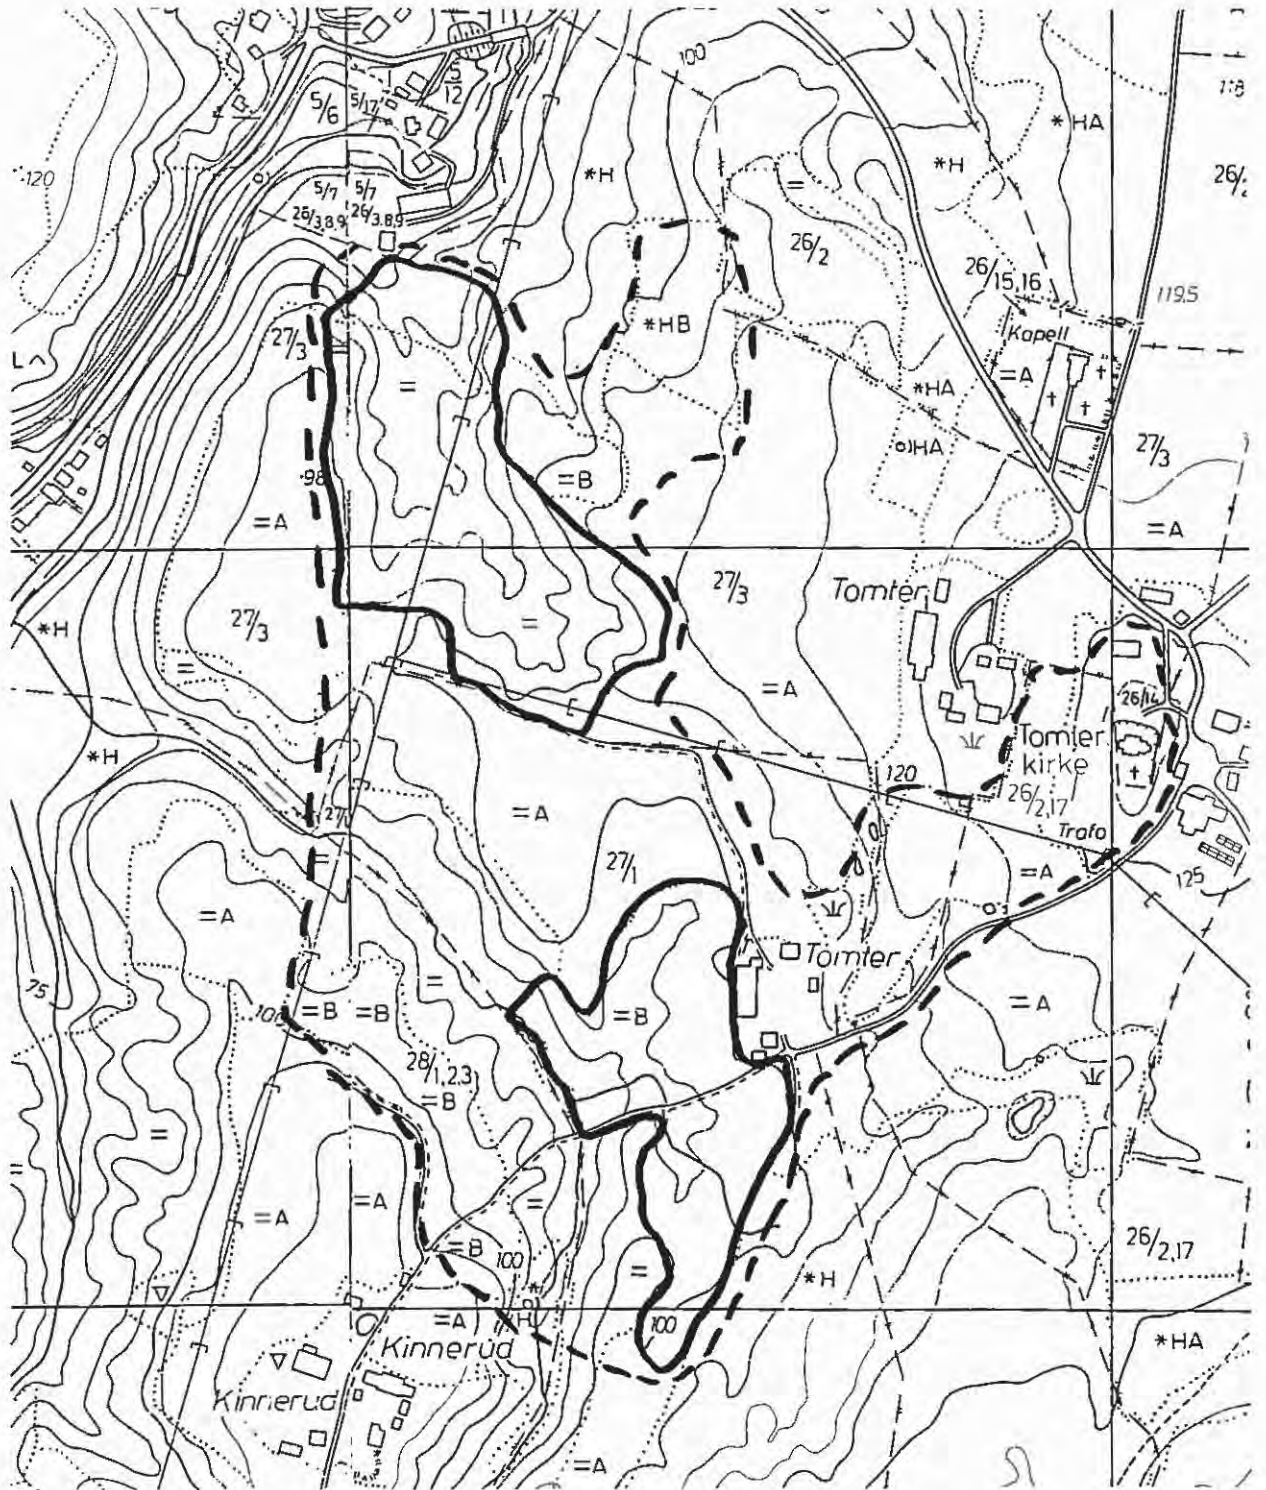 100
5/12
5/6
5/17
118
*HA
*H
*H
26/2
120
5/7 5/7
26/3,8,9 26/3,8,9
=
26/2
26/15,16
119,5
27/3
*HB
Kapell
L
=
*HA
=A
HA
27/3
98
=B
=A
=A
27/3
27/3
Tomter
*H
=
=
=A
26/14
Tomter
kirke
*H
120
26/2,17
=A
27/1
Trafo
=A
125
=A
=
Tomter
75
=B =B
=B
=A
28/1,2,3
=B
=
=
=A
=A
=
=B
100
26/2,17
=
*H
=A
100
Kinnerud
*HA
Kinnerud
=A